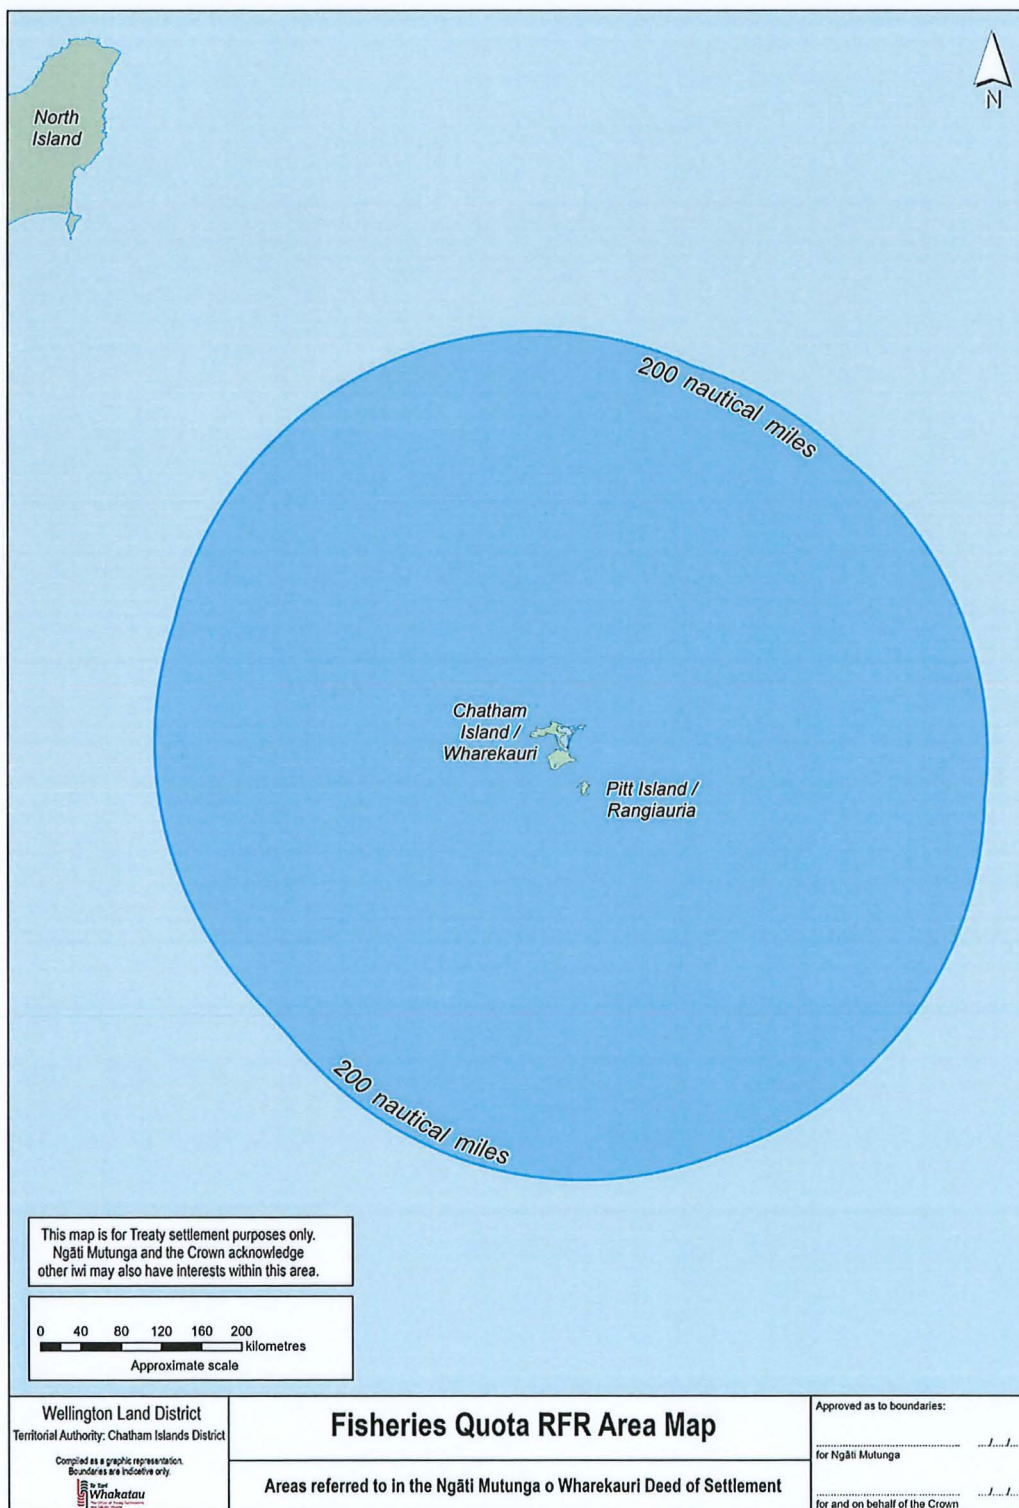 North
Island
N
200 nautical miles
Chatham
Island /
Wharekauri
Pitt Island /
Rangiauria
200 nautical miles
This map is for Treaty settlement purposes only.
Ngāti Mutunga and the Crown acknowledge
other iwi may also have interests within this area.
0 40 80 120 160 200
kilometres
Approximate scale
Wellington Land District
Territorial Authority: Chatham Islands District
Compiled as a graphic representation.
Boundaries are indicative only.
Whakatau
Fisheries Quota RFR Area Map
Areas referred to in the Ngāti Mutunga o Wharekauri Deed of Settlement
Approved as to boundaries:
............................................ ..../..../....
for Ngāti Mutunga
............................................ ..../..../....
for and on behalf of the Crown